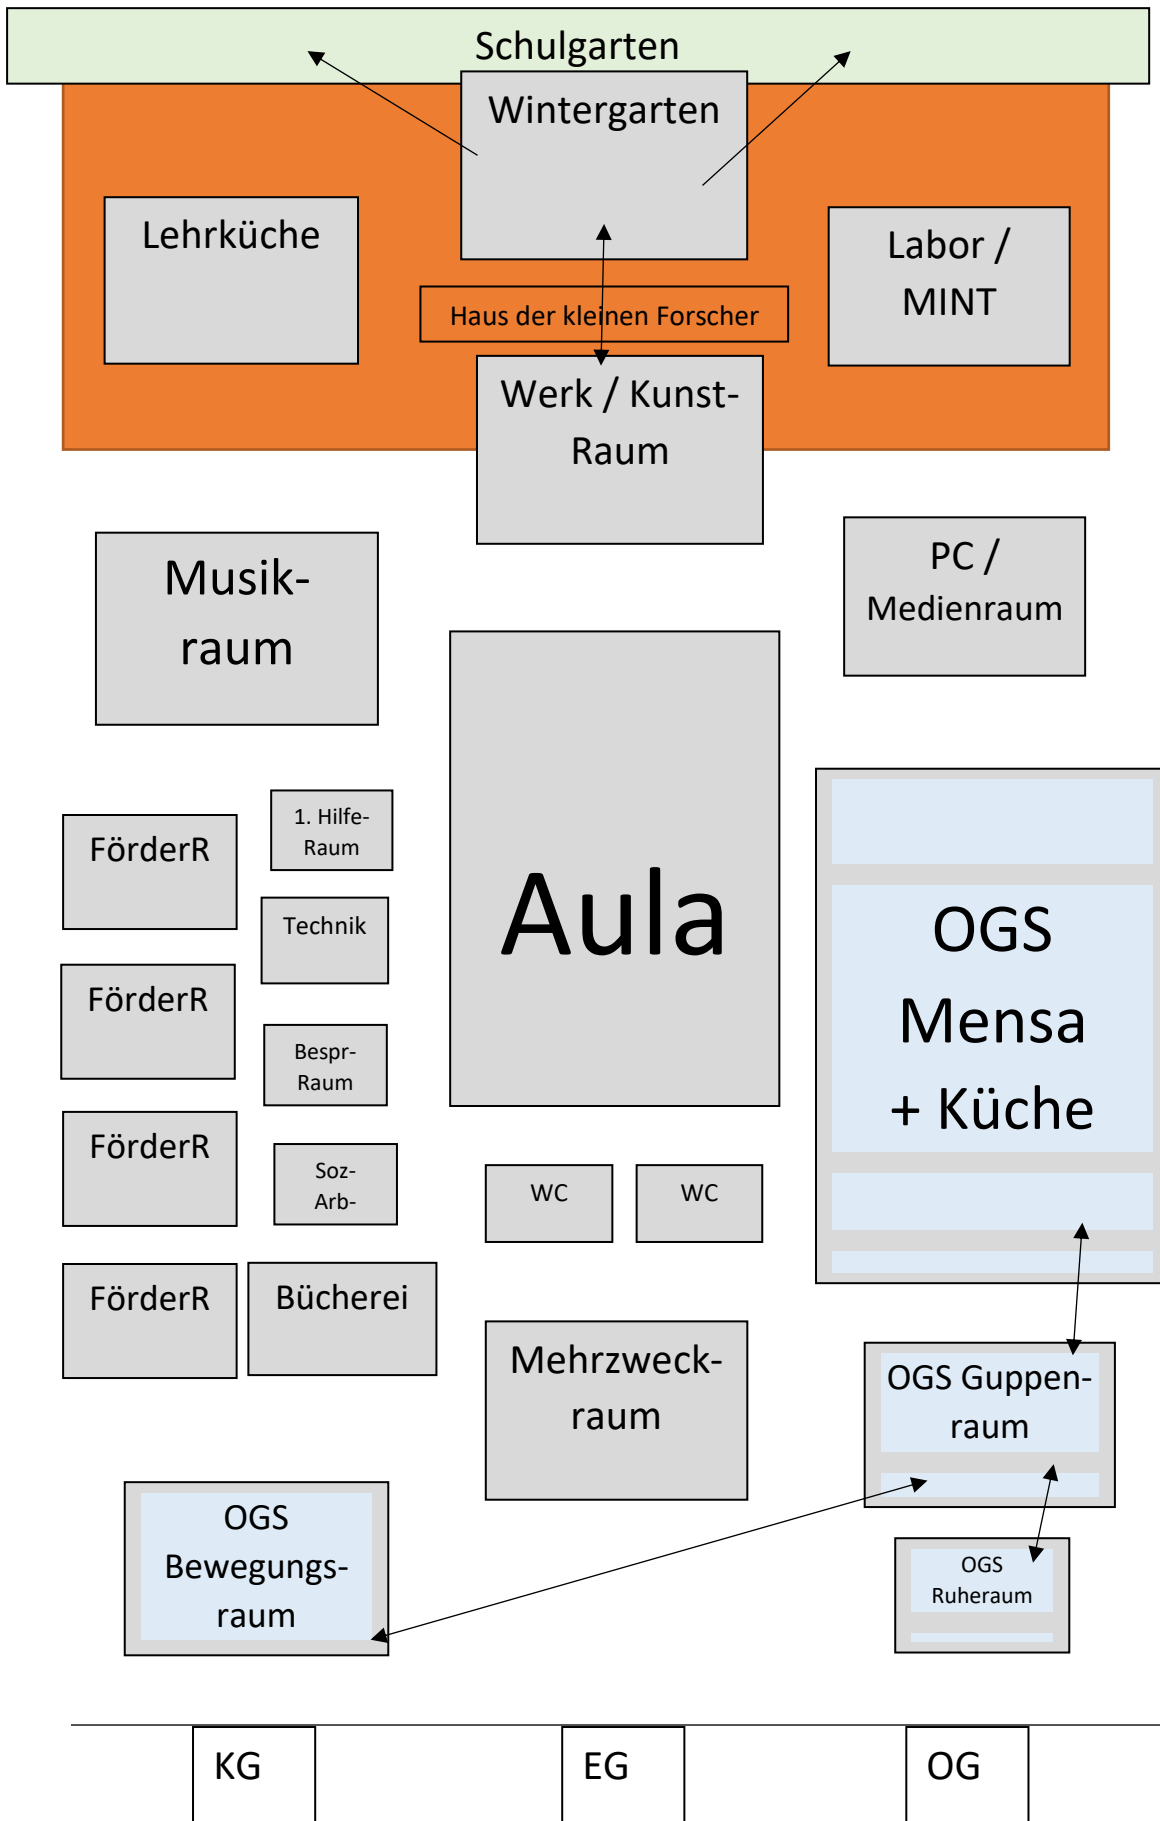 Schulgarten
Wintergarten
Lehrküche
Labor /
MINT
Haus der kleinen Forscher
Werk / Kunst-
Raum
Musik-
raum
PC /
Medienraum
Aula
1. Hilfe-
Raum
FörderR
Technik
FörderR
Bespr-
Raum
FörderR
Soz-
Arb-
FörderR
Bücherei
OGS
Mensa
+ Küche
WC
WC
Mehrzweck-
raum
OGS Guppen-
raum
OGS
Bewegungs-
raum
OGS
Ruheraum
KG
EG
OG